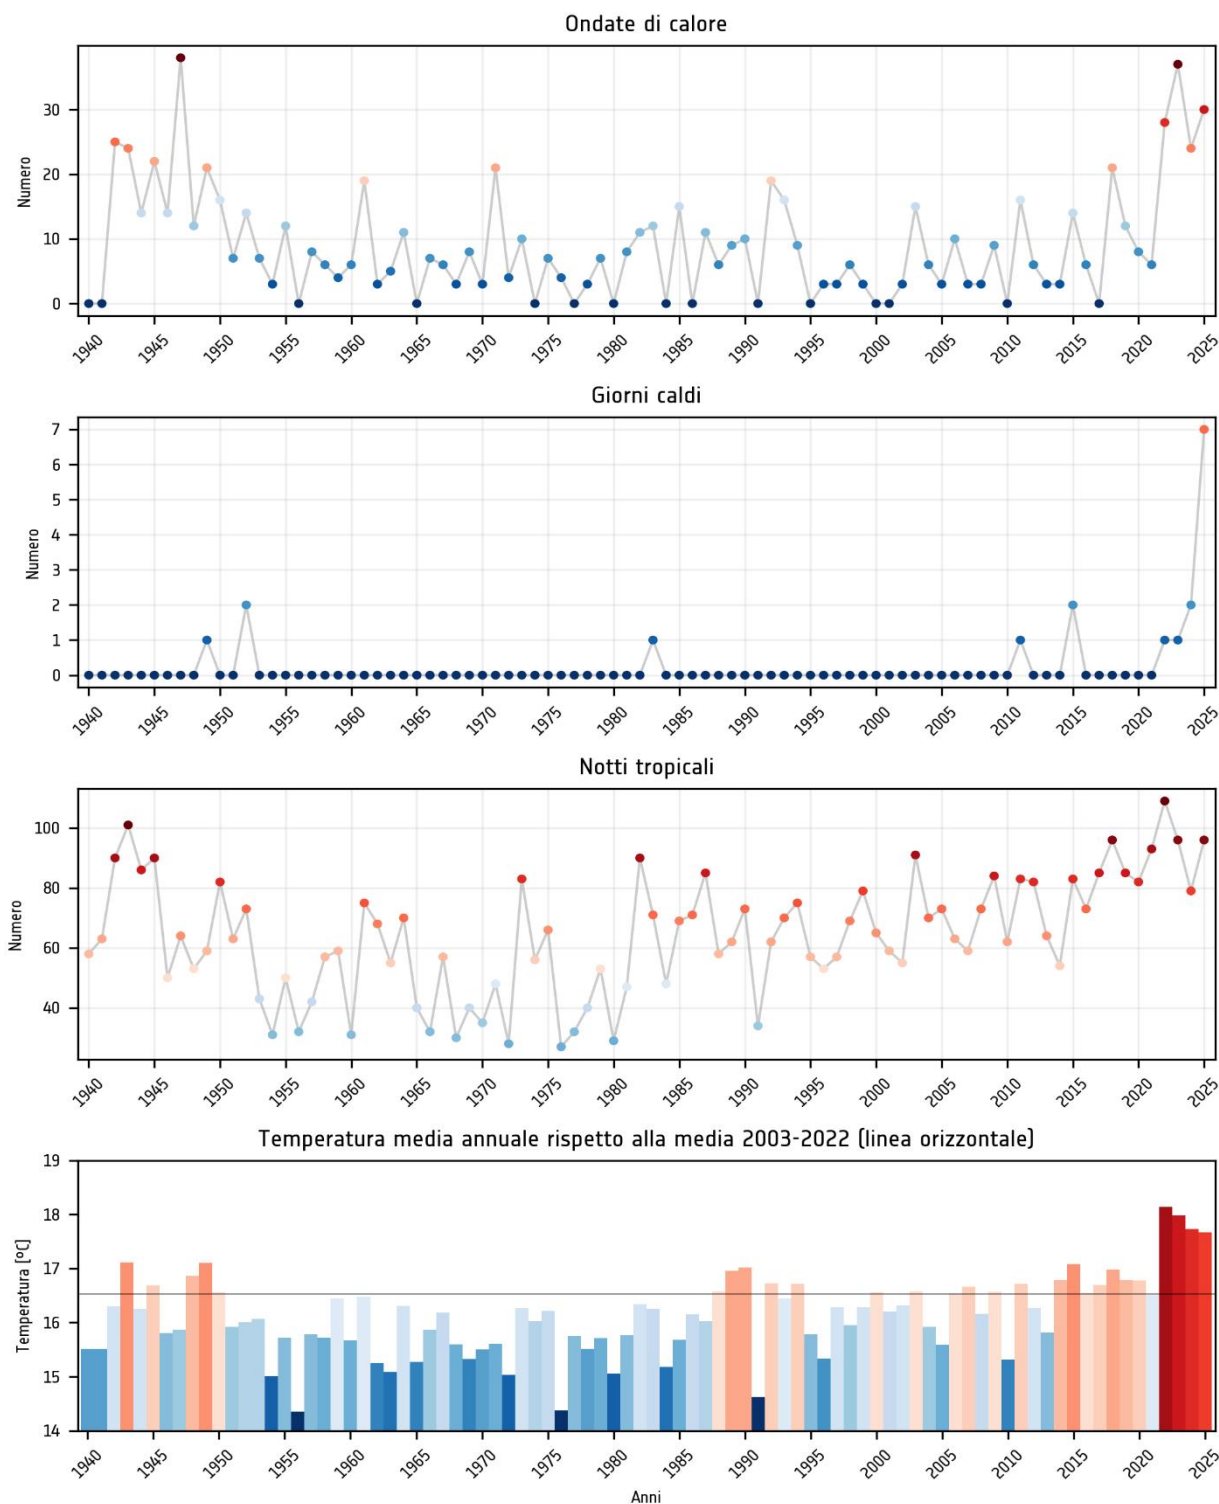 Ondate di calore
Numero
30
20
10
0
1940 1945 1950 1955 1960 1965 1970 1975 1980 1985 1990 1995 2000 2005 2010 2015 2020 2025
Giorni caldi
Numero
7
6
5
4
3
2
1
0
1940 1945 1950 1955 1960 1965 1970 1975 1980 1985 1990 1995 2000 2005 2010 2015 2020 2025
Notti tropicali
Numero
100
80
60
40
1940 1945 1950 1955 1960 1965 1970 1975 1980 1985 1990 1995 2000 2005 2010 2015 2020 2025
Temperatura media annuale rispetto alla media 2003-2022 (linea orizzontale)
Temperatura [ºC]
19
18
17
16
15
14
1940 1945 1950 1955 1960 1965 1970 1975 1980 1985 1990 1995 2000 2005 2010 2015 2020 2025
Anni